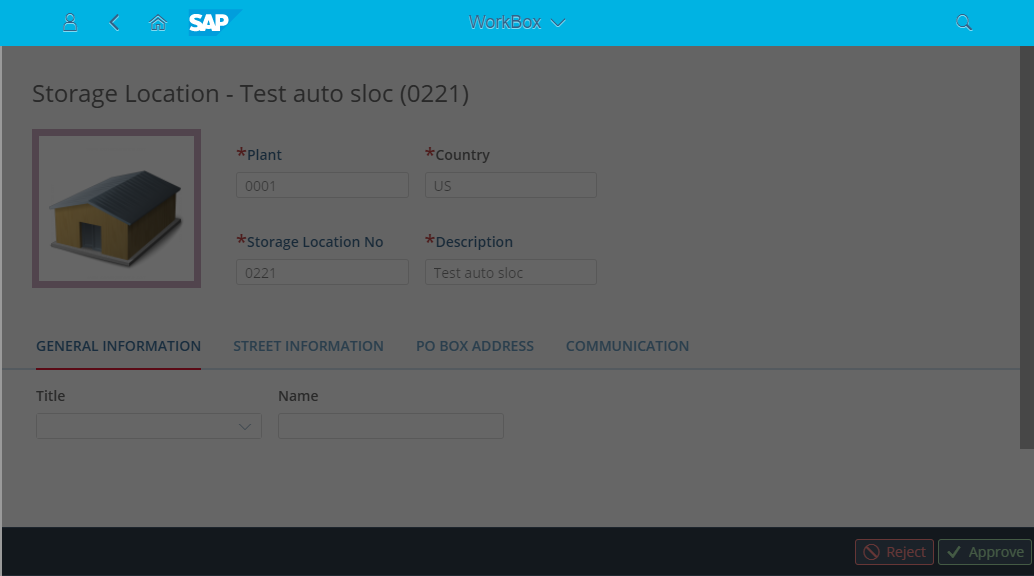 SAP WorkBox
Storage Location - Test auto sloc (0221)
*Plant *Country
0001 US
*Storage Location No *Description
0221 Test auto sloc
GENERAL INFORMATION STREET INFORMATION PO BOX ADDRESS COMMUNICATION
Title Name
Reject Approve